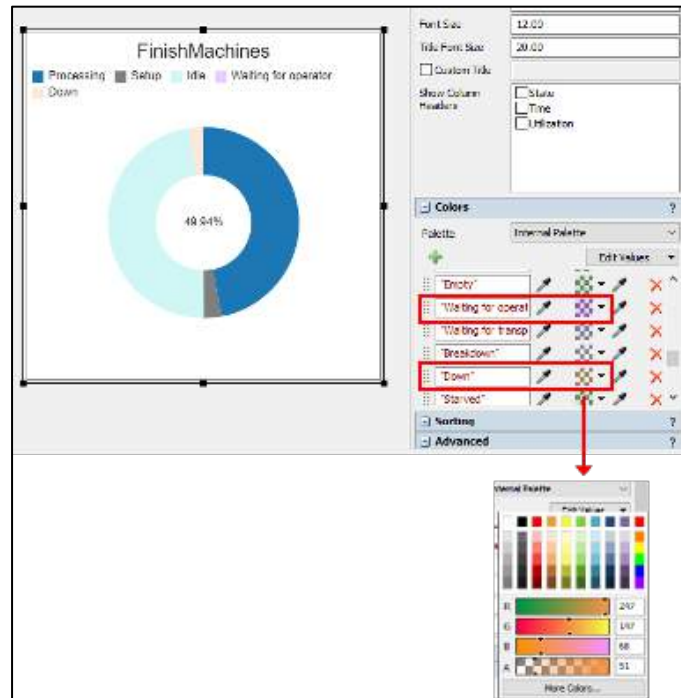 FinishMachines
Processing Setup Idle Waiting for operator
Down
49.94%
Font Size 12.00
Title Font Size 20.00
Custom Title
Show Column Headers
State
Time
Utilization
Colors ?
Palette Internal Palette
Edit Values
"Empty"
"Waiting for operat
"Waiting for transp
"Breakdown"
"Down"
"Starved"
Sorting ?
Advanced ?
Internal Palette
Edit Values
R 247
G 147
B 68
A 51
More Colors...